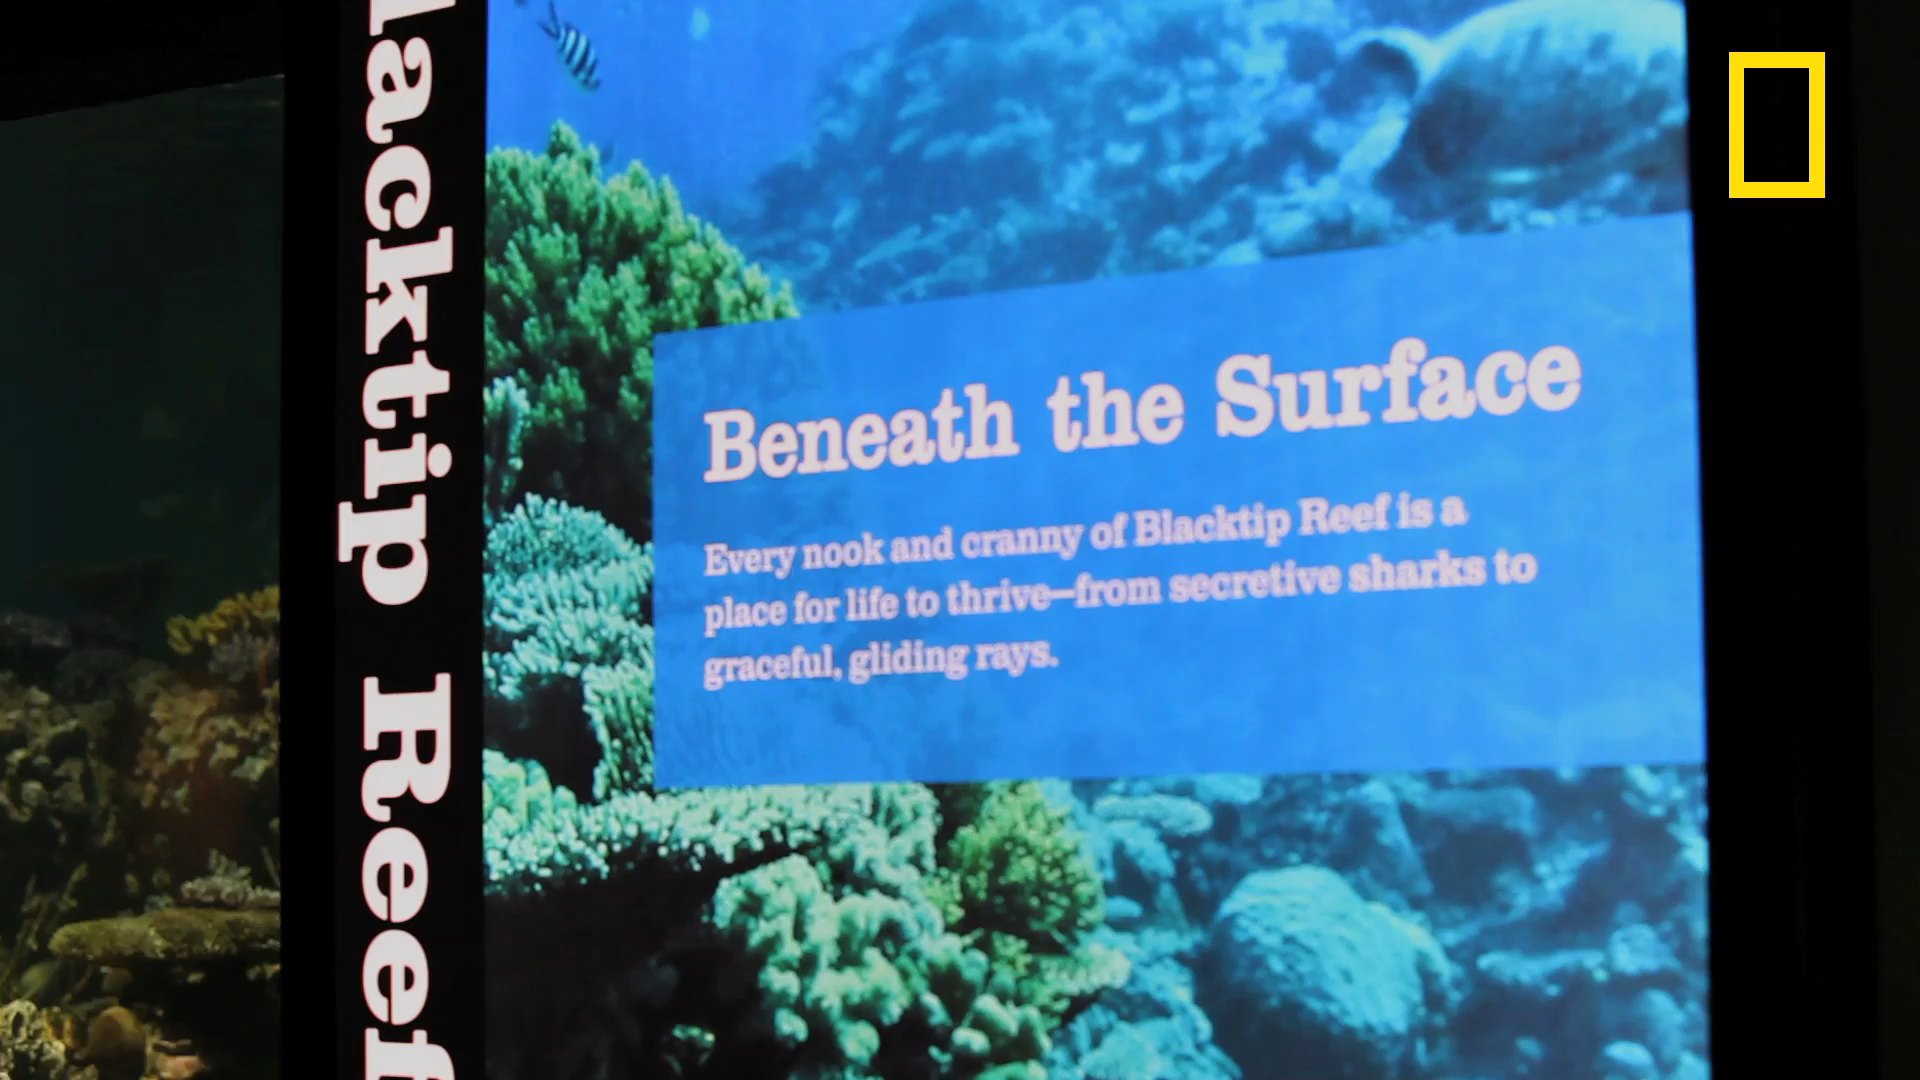 lacktip Reef
Beneath the Surface
Every nook and cranny of Blacktip Reef is a
place for life to thrive—from secretive sharks to
graceful, gliding rays.